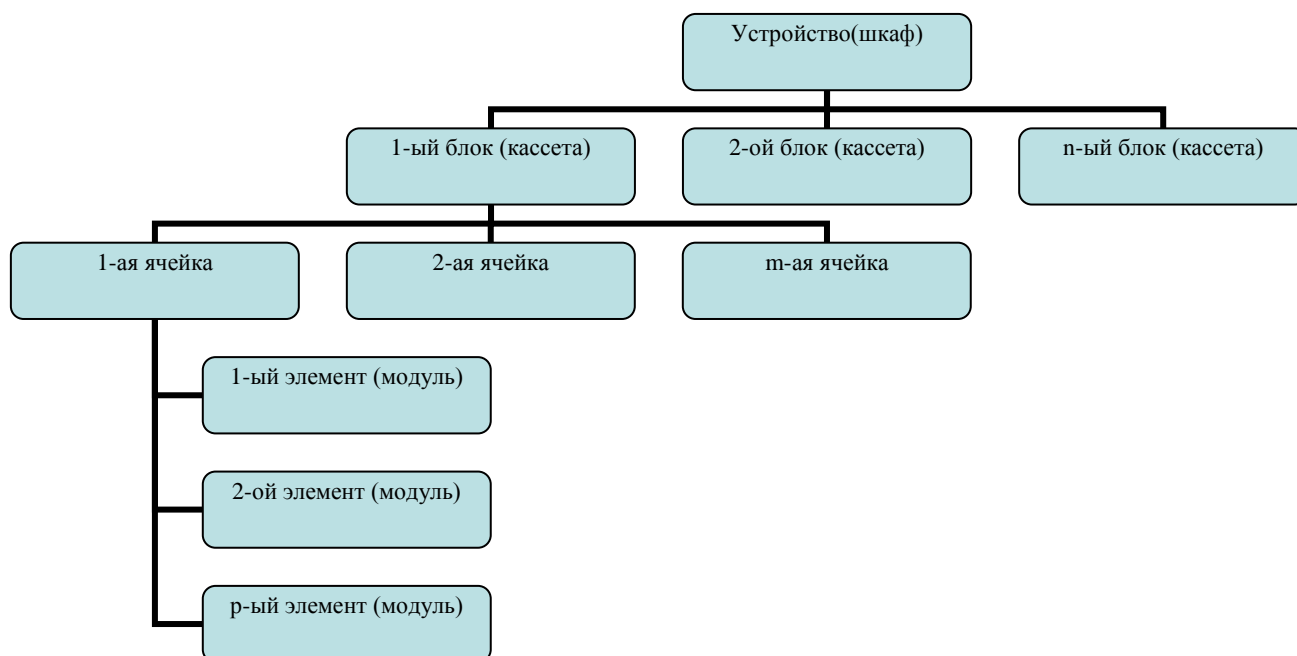 Устройство(шкаф)
1-ый блок (кассета)
2-ой блок (кассета)
n-ый блок (кассета)
1-ая ячейка
2-ая ячейка
m-ая ячейка
1-ый элемент (модуль)
2-ой элемент (модуль)
р-ый элемент (модуль)